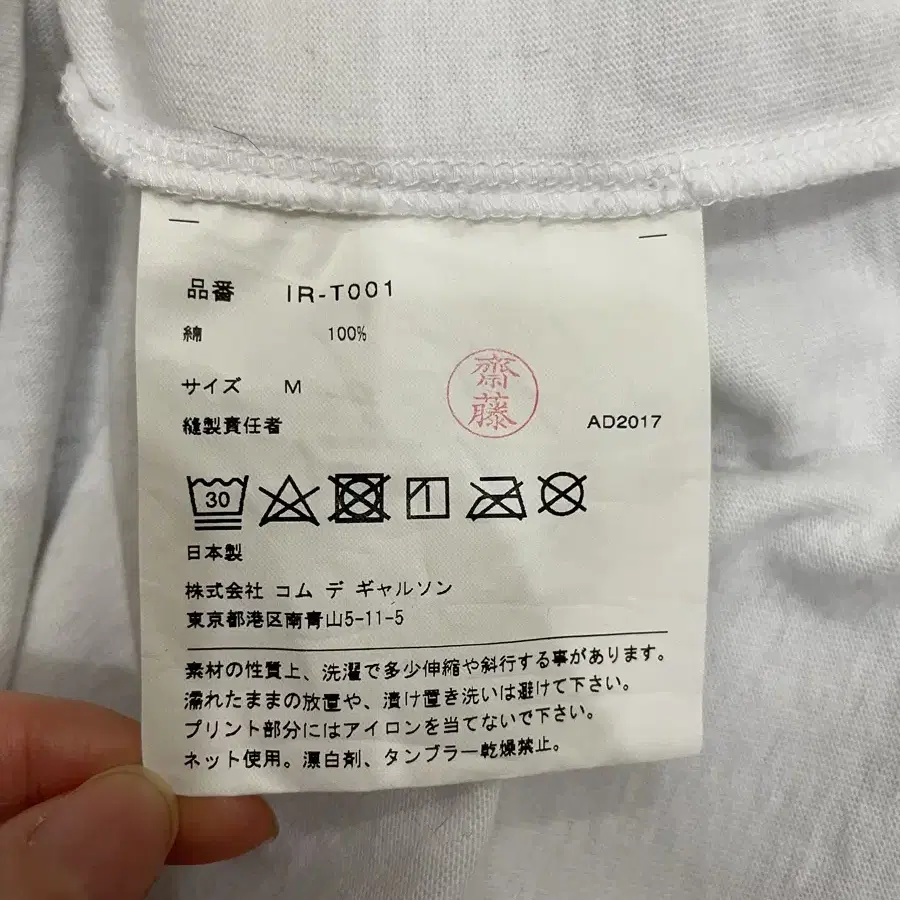 品番 IR-T001
綿 100%
サイズ M
縫製責任者
齋藤
AD2017
30
日本製
株式会社 コム デ ギャルソン
東京都港区南青山5-11-5
素材の性質上、洗濯で多少伸縮や斜行する事があります。
濡れたままの放置や、漬け置き洗いは避けて下さい。
プリント部分にはアイロンを当てないで下さい。
ネット使用。漂白剤、タンブラー乾燥禁止。